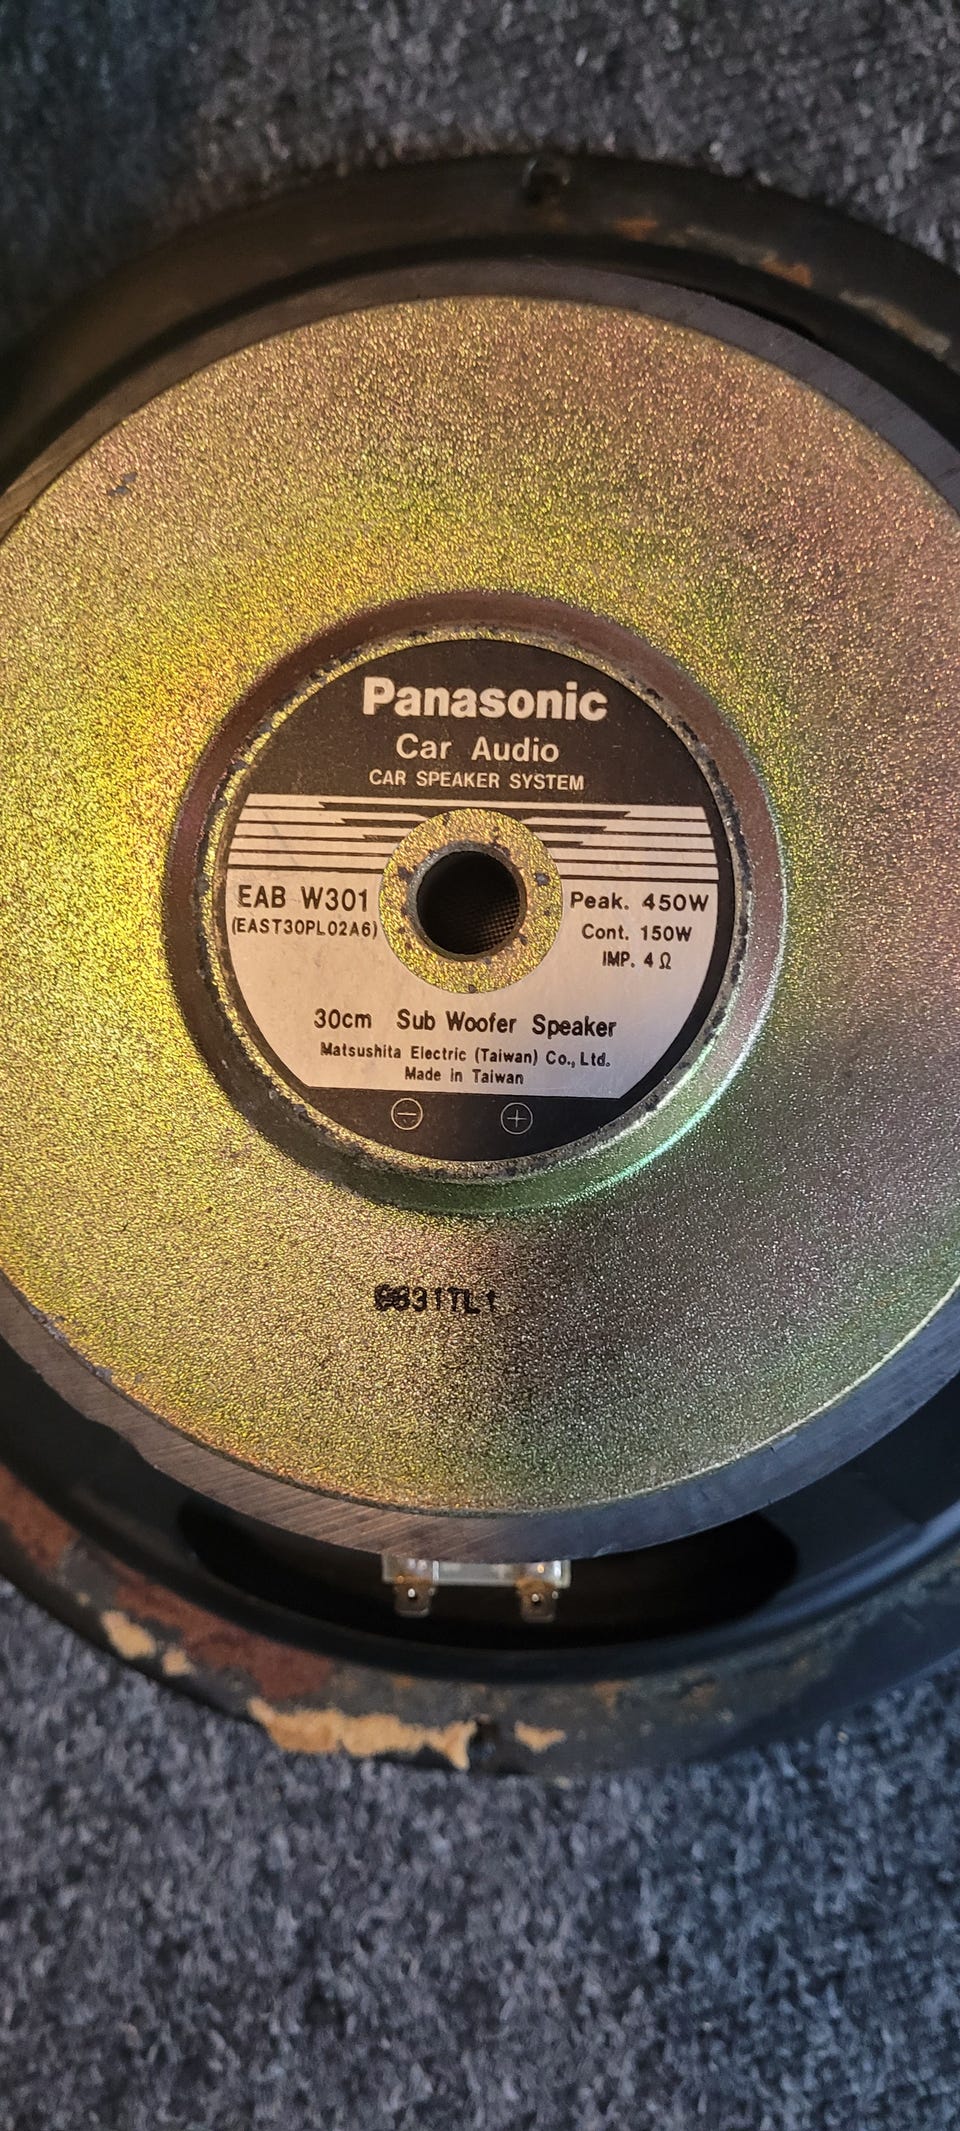 Panasonic
Car Audio
CAR SPEAKER SYSTEM
EAB W301
(EAST30PL02A6)
Peak. 450W
Cont. 150W
IMP. 4 Ω
30cm Sub Woofer Speaker
Matsushita Electric (Taiwan) Co., Ltd.
Made in Taiwan
⊖ ⊕